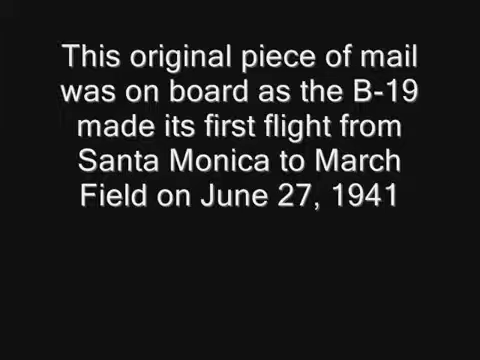 This original piece of mail
was on board as the B-19
made its first flight from
Santa Monica to March
Field on June 27, 1941